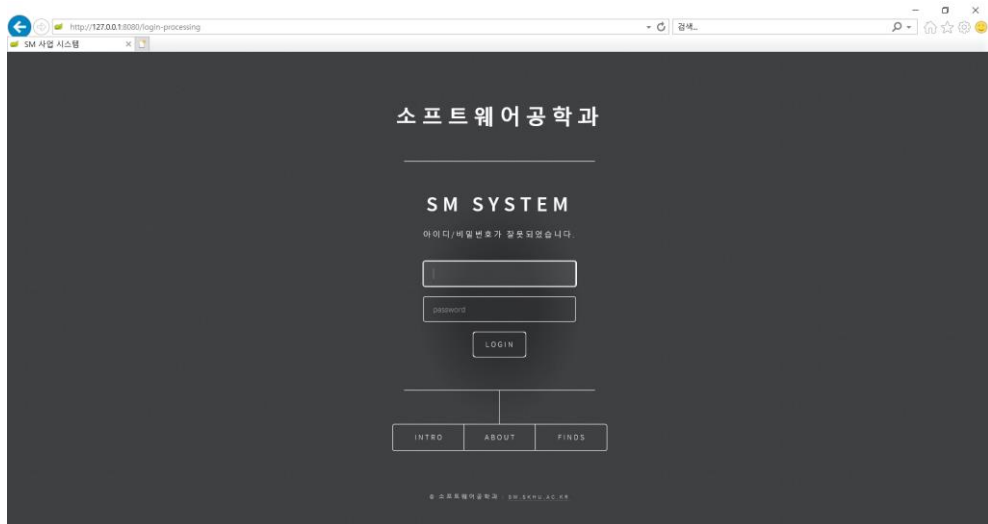 http://127.0.0.1:8080/login-processing
검색...
SM 사업 시스템
소프트웨어공학과
SM SYSTEM
아이디/비밀번호가 잘못되었습니다.
password
LOGIN
INTRO ABOUT FINDS
© 소프트웨어공학과 : SW.SKHU.AC.KR